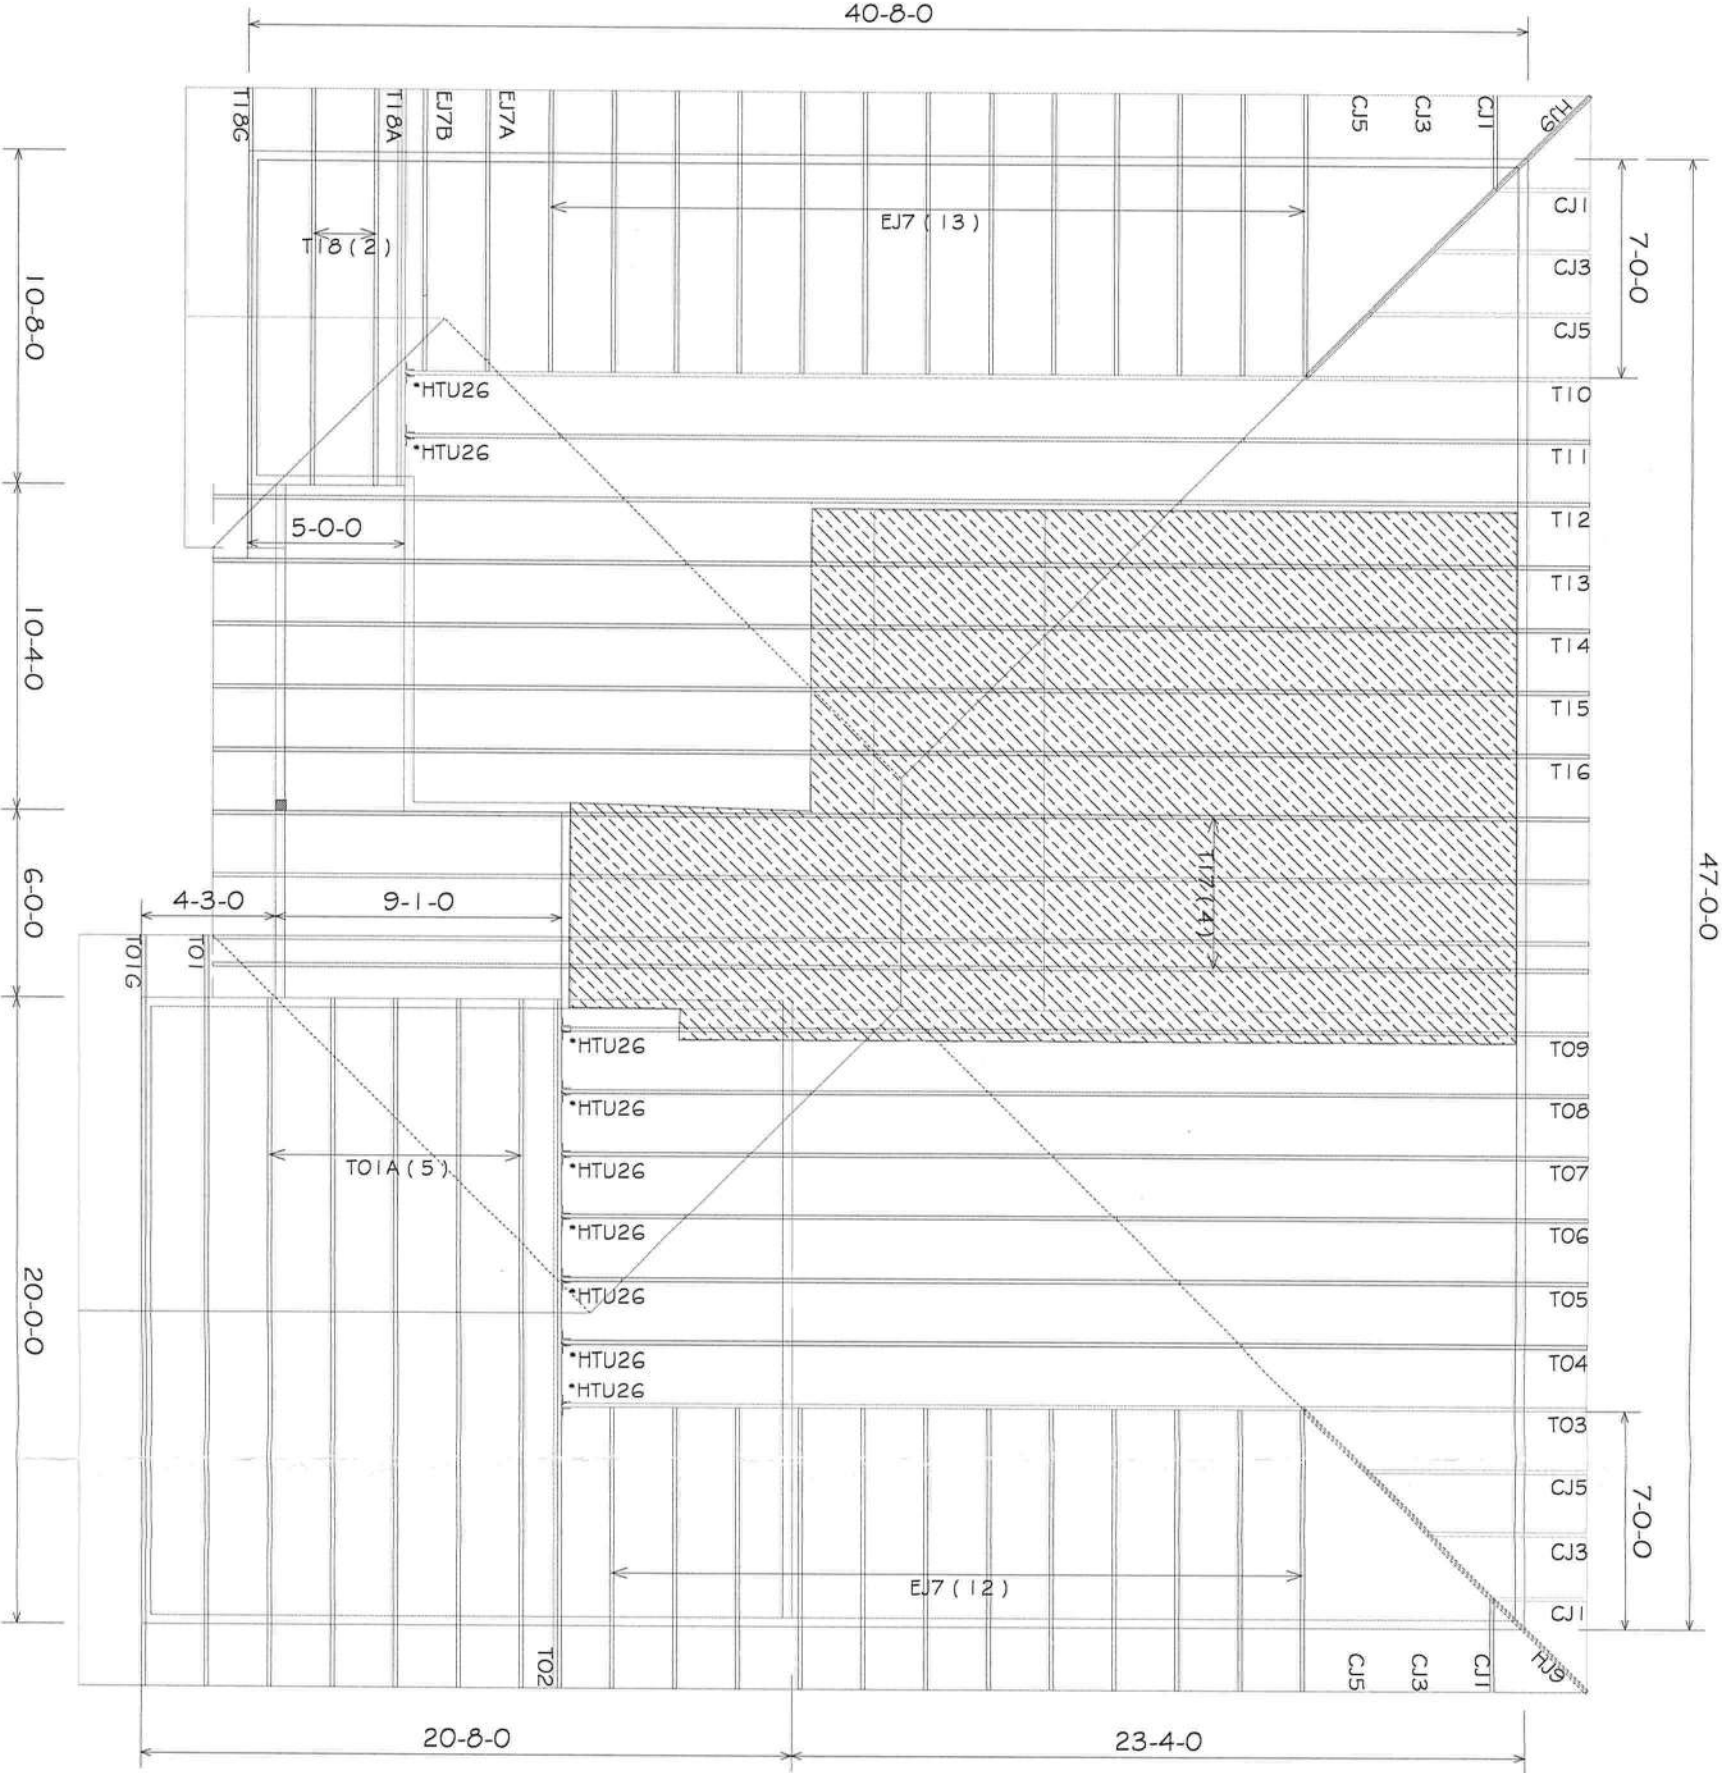 40-8-0
T18G
T18A
EJ7B
EJ7A
CJ5
CJ3
CJ1
HJ9
CJ1
CJ3
CJ5
7-0-0
EJ7 ( 13 )
T18 ( 2 )
10-8-0
*HTU26
T10
*HTU26
T11
5-0-0
T12
T13
10-4-0
T14
T15
T16
47-0-0
T17 ( 4 )
6-0-0
4-3-0
9-1-0
T01G
T01
*HTU26
T09
*HTU26
T08
T01A ( 5 )
*HTU26
T07
*HTU26
T06
*HTU26
T05
20-0-0
*HTU26
T04
*HTU26
T03
CJ5
7-0-0
CJ3
EJ7 ( 12 )
CJ1
T02
CJ5
CJ3
CJ1
HJ9
20-8-0
23-4-0